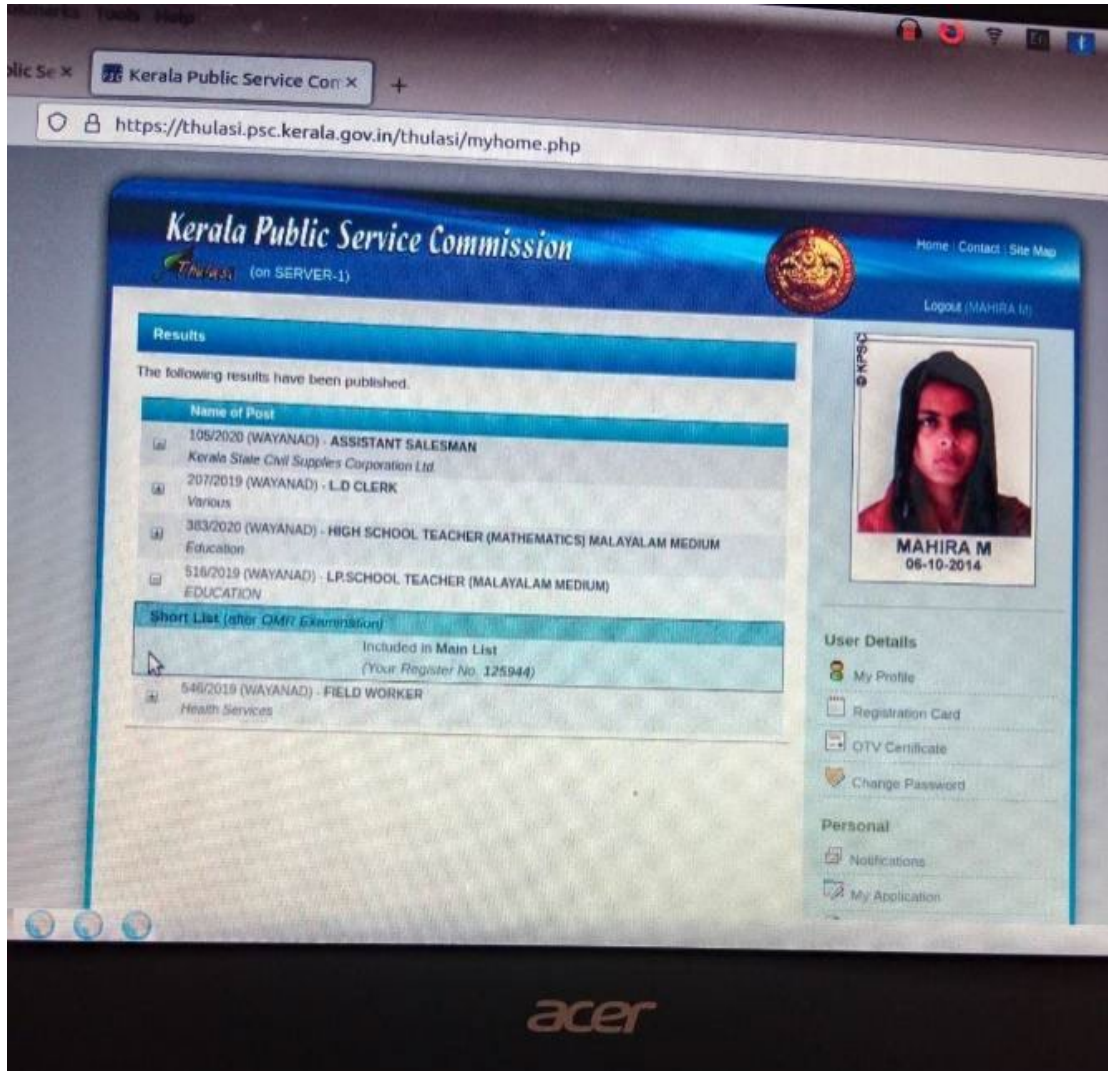 Tools Help
Kerala Public Service Con ×
+
https://thulasi.psc.kerala.gov.in/thulasi/myhome.php
Kerala Public Service Commission
Thulasi (on SERVER-1)
Home | Contact | Site Map
Logout (MAHIRA M)
Results
The following results have been published.
Name of Post
105/2020 (WAYANAD) - ASSISTANT SALESMAN
Kerala State Civil Supplies Corporation Ltd.
207/2019 (WAYANAD) - L.D CLERK
Various
383/2020 (WAYANAD) - HIGH SCHOOL TEACHER (MATHEMATICS) MALAYALAM MEDIUM
Education
516/2019 (WAYANAD) - LP.SCHOOL TEACHER (MALAYALAM MEDIUM)
EDUCATION
Short List (after OMR Examination)
Included in Main List
(Your Register No. 125944)
546/2019 (WAYANAD) - FIELD WORKER
Health Services
© KPSC
MAHIRA M
06-10-2014
User Details
My Profile
Registration Card
OTV Certificate
Change Password
Personal
Notifications
My Application
acer